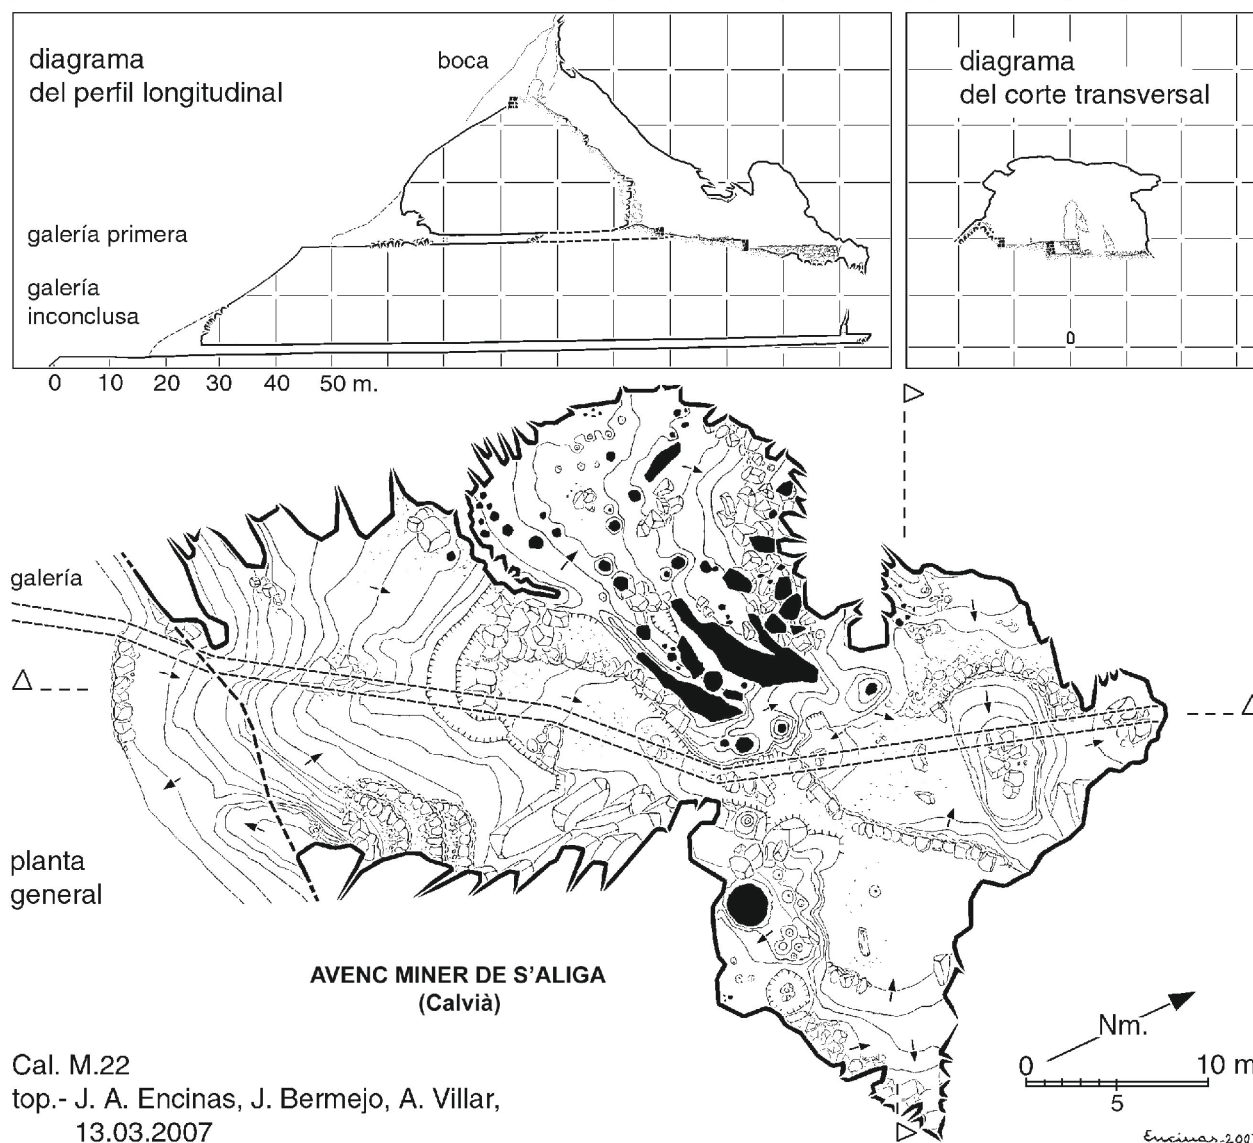 diagrama
del perfil longitudinal
boca
galería primera
galería
inconclusa
0 10 20 30 40 50 m.
diagrama
del corte transversal
galería
planta
general
AVENC MINER DE S'ALIGA
(Calvià)
Cal. M.22
top.- J. A. Encinas, J. Bermejo, A. Villar,
13.03.2007
Nm.
0 10 m
5
Encinas-2007